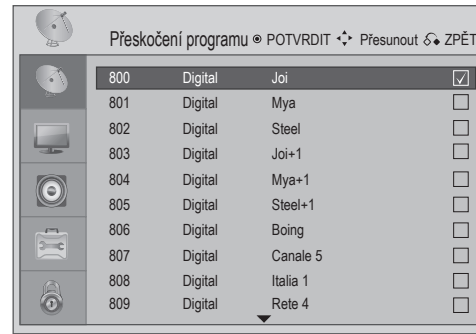 Přeskočení programu POTVRDIT Přesunout ZPĚT
800 Digital Joi
801 Digital Mya
802 Digital Steel
803 Digital Joi+1
804 Digital Mya+1
805 Digital Steel+1
806 Digital Boing
807 Digital Canale 5
808 Digital Italia 1
809 Digital Rete 4